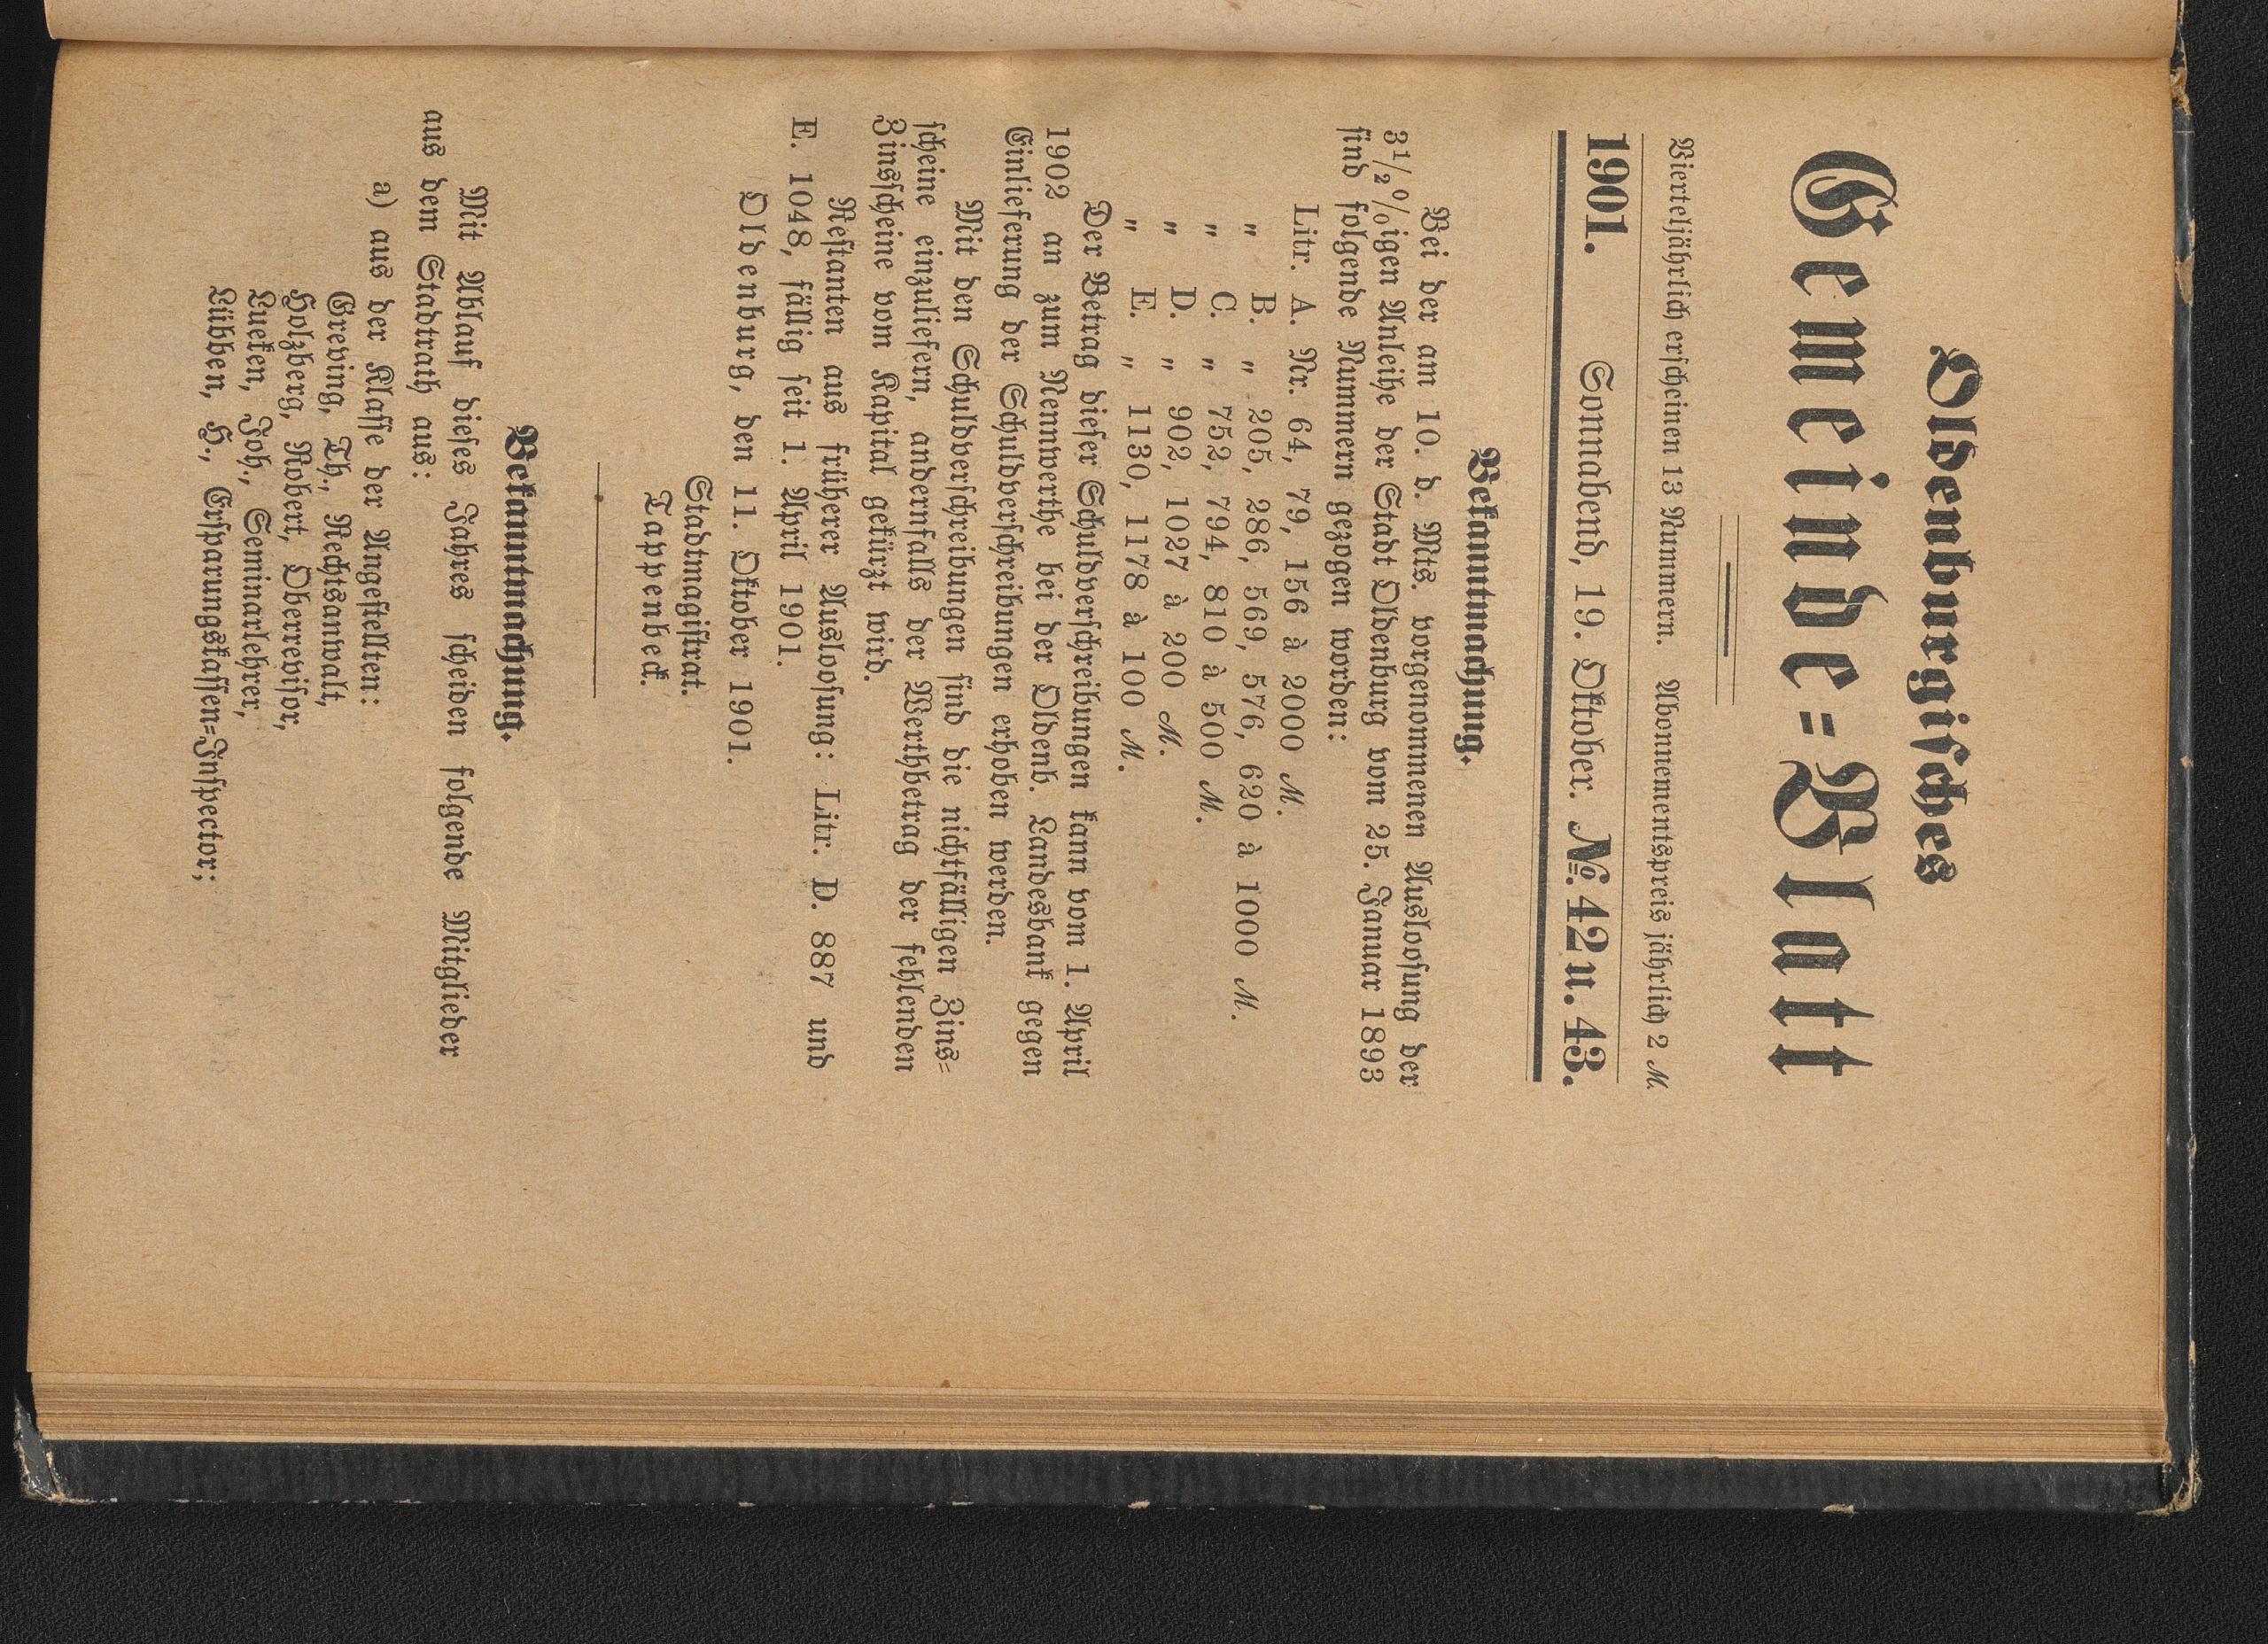 Oldenburgisches
Gemeinde=Blatt
Vierteljährlich erscheinen 13 Nummern. Abonnementspreis jährlich 2 ℳ.
1901. Sonnabend, 19. Oktober. №. 42 u. 43.
Bekanntmachung.
Bei der am 10. d. Mts. vorgenommenen Ausloosung der
3½%igen Anleihe der Stadt Oldenburg vom 25. Januar 1893
sind folgende Nummern gezogen worden:
Litr. A. Nr. 64, 79, 156 à 2000 ℳ.
" B. " 205, 286, 569, 576, 620 à 1000 ℳ.
" C. " 752, 794, 810 à 500 ℳ.
" D. " 902, 1027 à 200 ℳ.
" E. " 1130, 1178 à 100 ℳ.
Der Betrag dieser Schuldverschreibungen kann vom 1. April
1902 an zum Nennwerthe bei der Oldenb. Landesbank gegen
Einlieferung der Schuldverschreibungen erhoben werden.
Mit den Schuldverschreibungen sind die nichtfälligen Zins=
scheine einzuliefern, andernfalls der Werthbetrag der fehlenden
Zinsscheine vom Kapital gekürzt wird.
Restanten aus früherer Ausloosung: Litr. D. 887 und
E. 1048, fällig seit 1. April 1901.
Oldenburg, den 11. Oktober 1901.
Stadtmagistrat.
Tappenbeck.
Bekanntmachung.
Mit Ablauf dieses Jahres scheiden folgende Mitglieder
aus dem Stadtrath aus:
a) aus der Klasse der Angestellten:
Greving, Th., Rechtsanwalt,
Holzberg, Robert, Oberrevisor,
Lueken, Joh., Seminarlehrer,
Lübben, H., Ersparungskassen=Inspector;